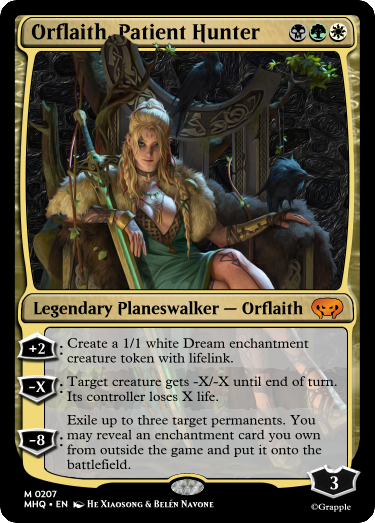 Orflaith, Patient Hunter
Legendary Planeswalker — Orflaith
+2 : Create a 1/1 white Dream enchantment
creature token with lifelink.
-X : Target creature gets -X/-X until end of turn.
Its controller loses X life.
-8 : Exile up to three target permanents. You
may reveal an enchantment card you own
from outside the game and put it onto the
battlefield.
3
M 0207
MHQ • EN He Xiaosong & Belén Navone
©Grapple